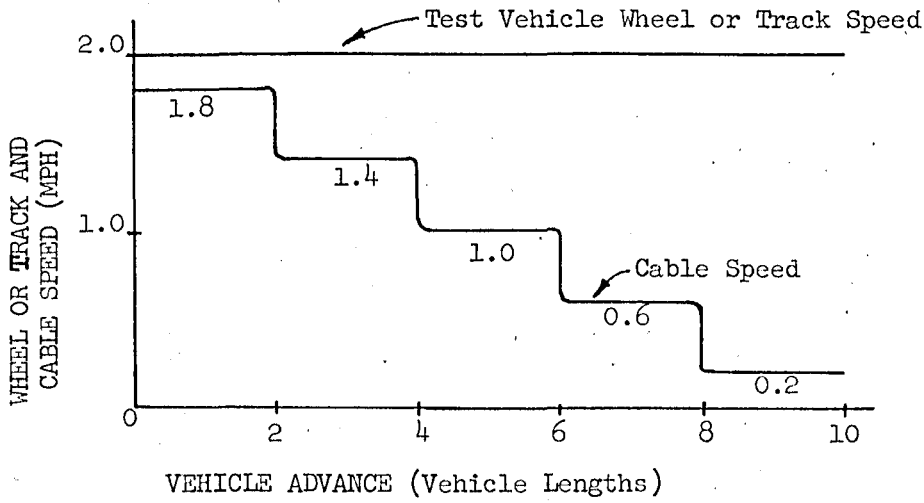 Test Vehicle Wheel or Track Speed
2.0
1.8
1.4
WHEEL OR TRACK AND
CABLE SPEED (MPH)
1.0
1.0
Cable Speed
0.6
0.2
0
2
4
6
8
10
VEHICLE ADVANCE (Vehicle Lengths)